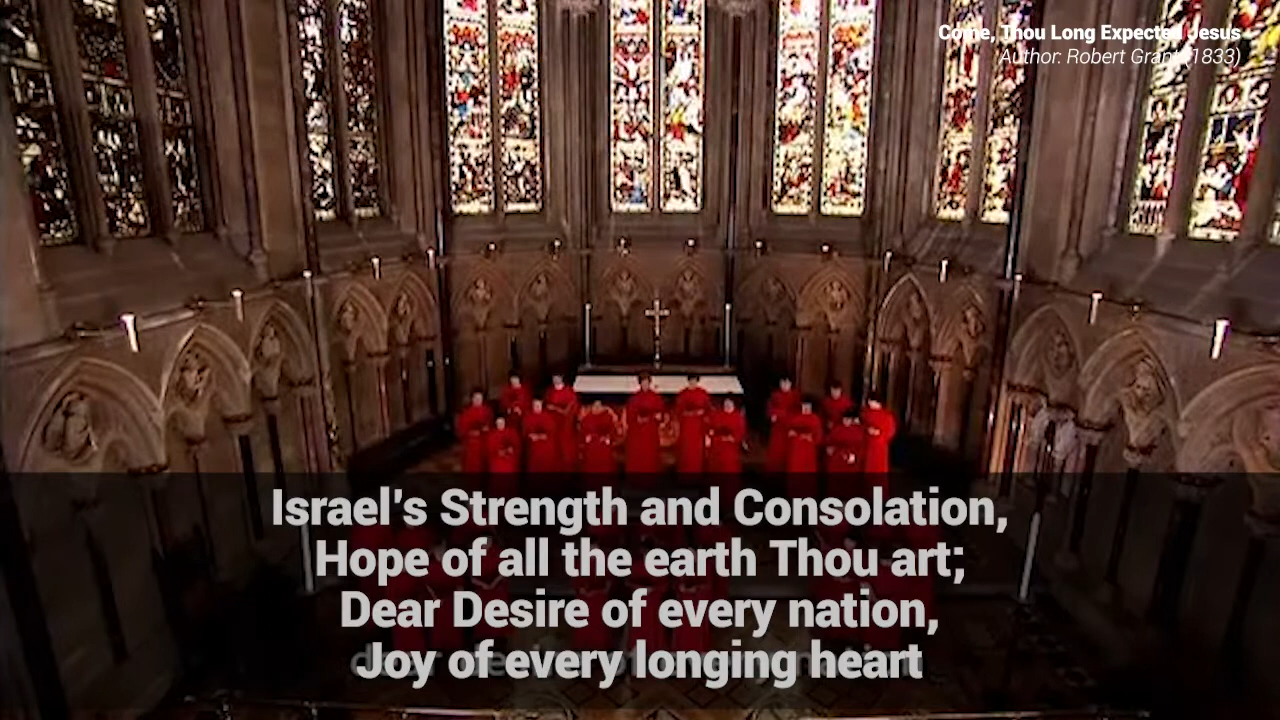 Come, Thou Long Expected Jesus
Author: Robert Grant (1833)
Israel's Strength and Consolation,
Hope of all the earth Thou art;
Dear Desire of every nation,
Joy of every longing heart